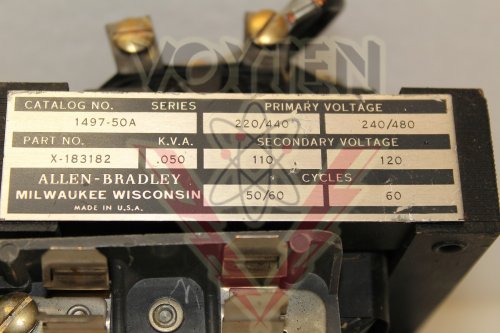 VOYTEN
CATALOG NO. SERIES PRIMARY VOLTAGE
1497-50A 220/440 240/480
PART NO. K.V.A. SECONDARY VOLTAGE
X-183182 .050 110 120
ALLEN-BRADLEY CYCLES
MILWAUKEE WISCONSIN 50/60 60
MADE IN U.S.A.